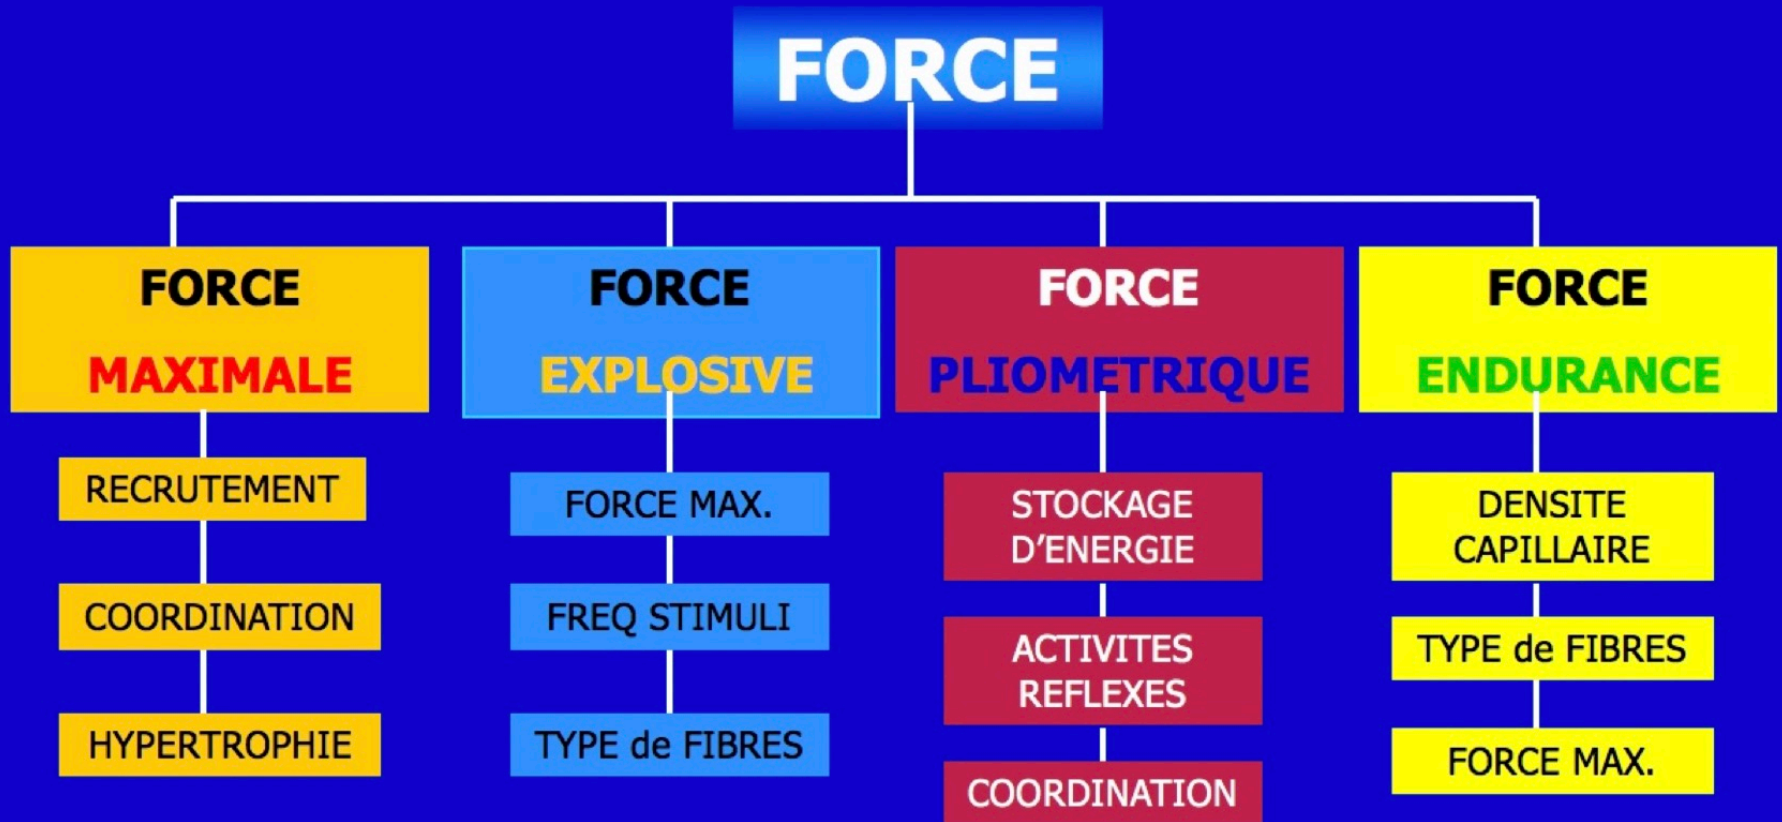 FORCE
FORCE
MAXIMALE
RECRUTEMENT
COORDINATION
HYPERTROPHIE
FORCE
EXPLOSIVE
FORCE MAX.
FREQ STIMULI
TYPE de FIBRES
FORCE
PLIOMETRIQUE
STOCKAGE
D’ENERGIE
ACTIVITES
REFLEXES
COORDINATION
FORCE
ENDURANCE
DENSITE
CAPILLAIRE
TYPE de FIBRES
FORCE MAX.